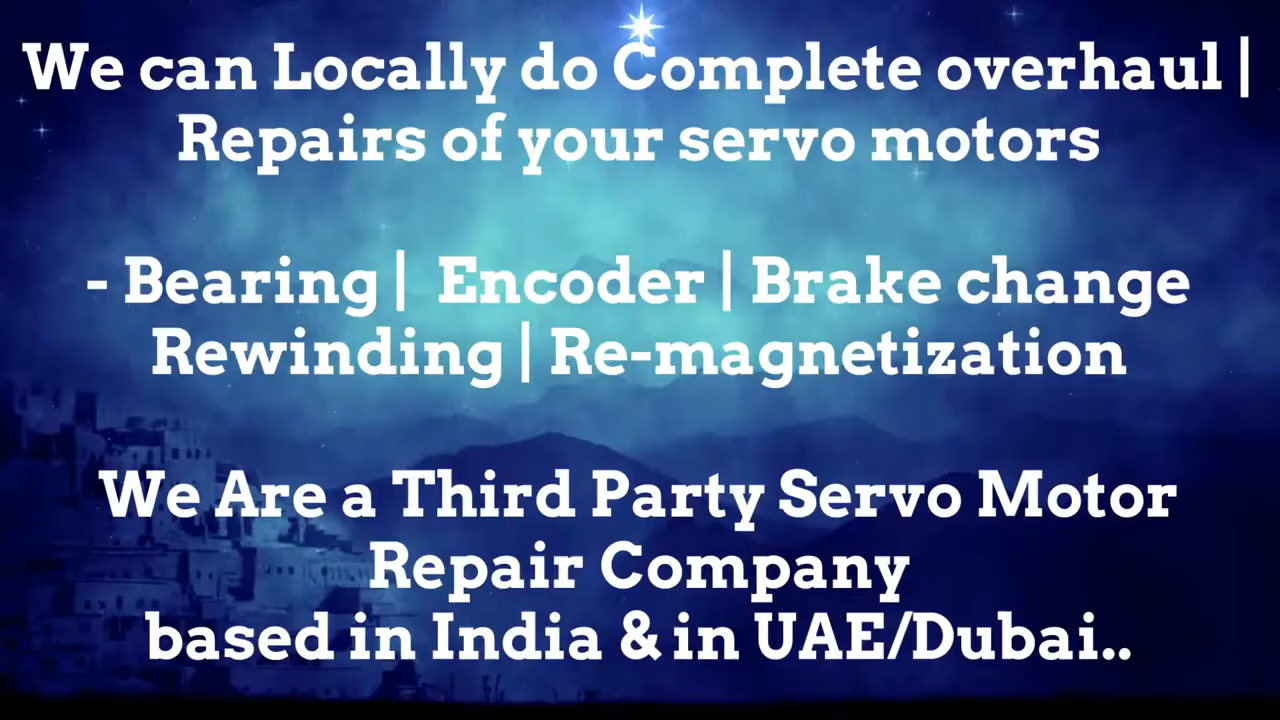 We can Locally do Complete overhaul |
Repairs of your servo motors
- Bearing | Encoder | Brake change
Rewinding | Re-magnetization
We Are a Third Party Servo Motor
Repair Company
based in India & in UAE/Dubai..